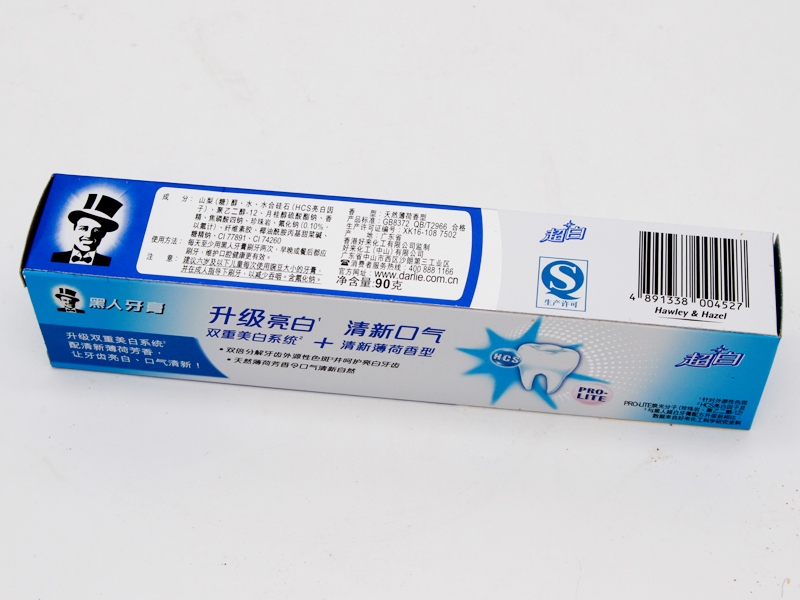 成 分：山梨(糖)醇、水、水合硅石(HCS亮白因
子)、聚乙二醇-12、月桂醇硫酸酯钠、香
精、焦磷酸四钠、珍珠岩、氟化钠(0.10%
以氟计)、纤维素胶、椰油酰胺丙基甜菜碱、
糖精钠、CI 77891、CI 74260
使用方法：每天至少用黑人牙膏刷牙两次，早晚或餐后都应
刷牙，维护口腔健康更有效。
注 意：建议六岁及以下儿童每次使用豌豆大小的牙膏，
并在成人指导下刷牙，以减少吞咽。含氟化钠。
香 型：天然薄荷香型
产品标准：GB8372 QB/T2966 合格
生产许可证编号：XK16-108 7502
产 地：广东省
香港好来化工有限公司监制
好来化工(中山)有限公司
广东省中山市西区沙朗第三工业区
☎消费者服务热线：400 888 1166
官方网址 www.darlie.com.cn
净含量:90克
超白
S
生产许可
4 891338 004527
Hawley & Hazel
黑人牙膏
升级双重美白系统¹
配清新薄荷芳香，
让牙齿亮白、口气清新！
升级亮白¹ 清新口气
双重美白系统² + 清新薄荷香型
• 双倍分解牙齿外源性色斑³并呵护亮白牙齿
• 天然薄荷芳香令口气清新自然
HCS
PRO-
LITE
超白
¹针对外源性色斑